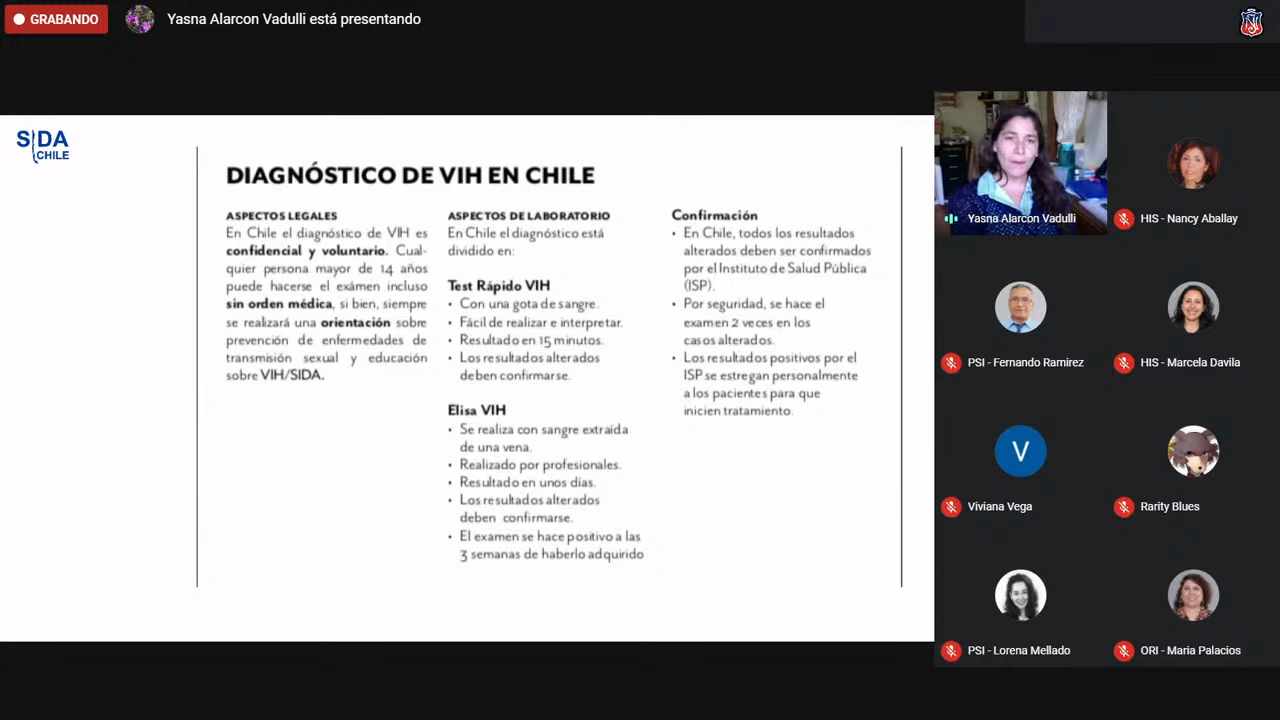 GRABANDO
Yasna Alarcon Vadulli está presentando
SIDA
CHILE
DIAGNÓSTICO DE VIH EN CHILE
ASPECTOS LEGALES
En Chile el diagnóstico de VIH es
confidencial y voluntario. Cual-
quier persona mayor de 14 años
puede hacerse el exámen incluso
sin orden médica, si bien, siempre
se realizará una orientación sobre
prevención de enfermedades de
transmisión sexual y educación
sobre VIH/SIDA.
ASPECTOS DE LABORATORIO
En Chile el diagnóstico está
dividido en:
Test Rápido VIH
• Con una gota de sangre.
• Fácil de realizar e interpretar.
• Resultado en 15 minutos.
• Los resultados alterados
deben confirmarse.
Elisa VIH
• Se realiza con sangre extraída
de una vena.
• Realizado por profesionales.
• Resultado en unos días.
• Los resultados alterados
deben confirmarse.
• El examen se hace positivo a las
3 semanas de haberlo adquirido
Confirmación
• En Chile, todos los resultados
alterados deben ser confirmados
por el Instituto de Salud Pública
(ISP).
• Por seguridad, se hace el
examen 2 veces en los
casos alterados.
• Los resultados positivos por el
ISP se estregan personalmente
a los pacientes para que
inicien tratamiento.
Yasna Alarcon Vadulli
HIS - Nancy Aballay
PSI - Fernando Ramirez
HIS - Marcela Davila
V
Viviana Vega
Rarity Blues
PSI - Lorena Mellado
ORI - Maria Palacios